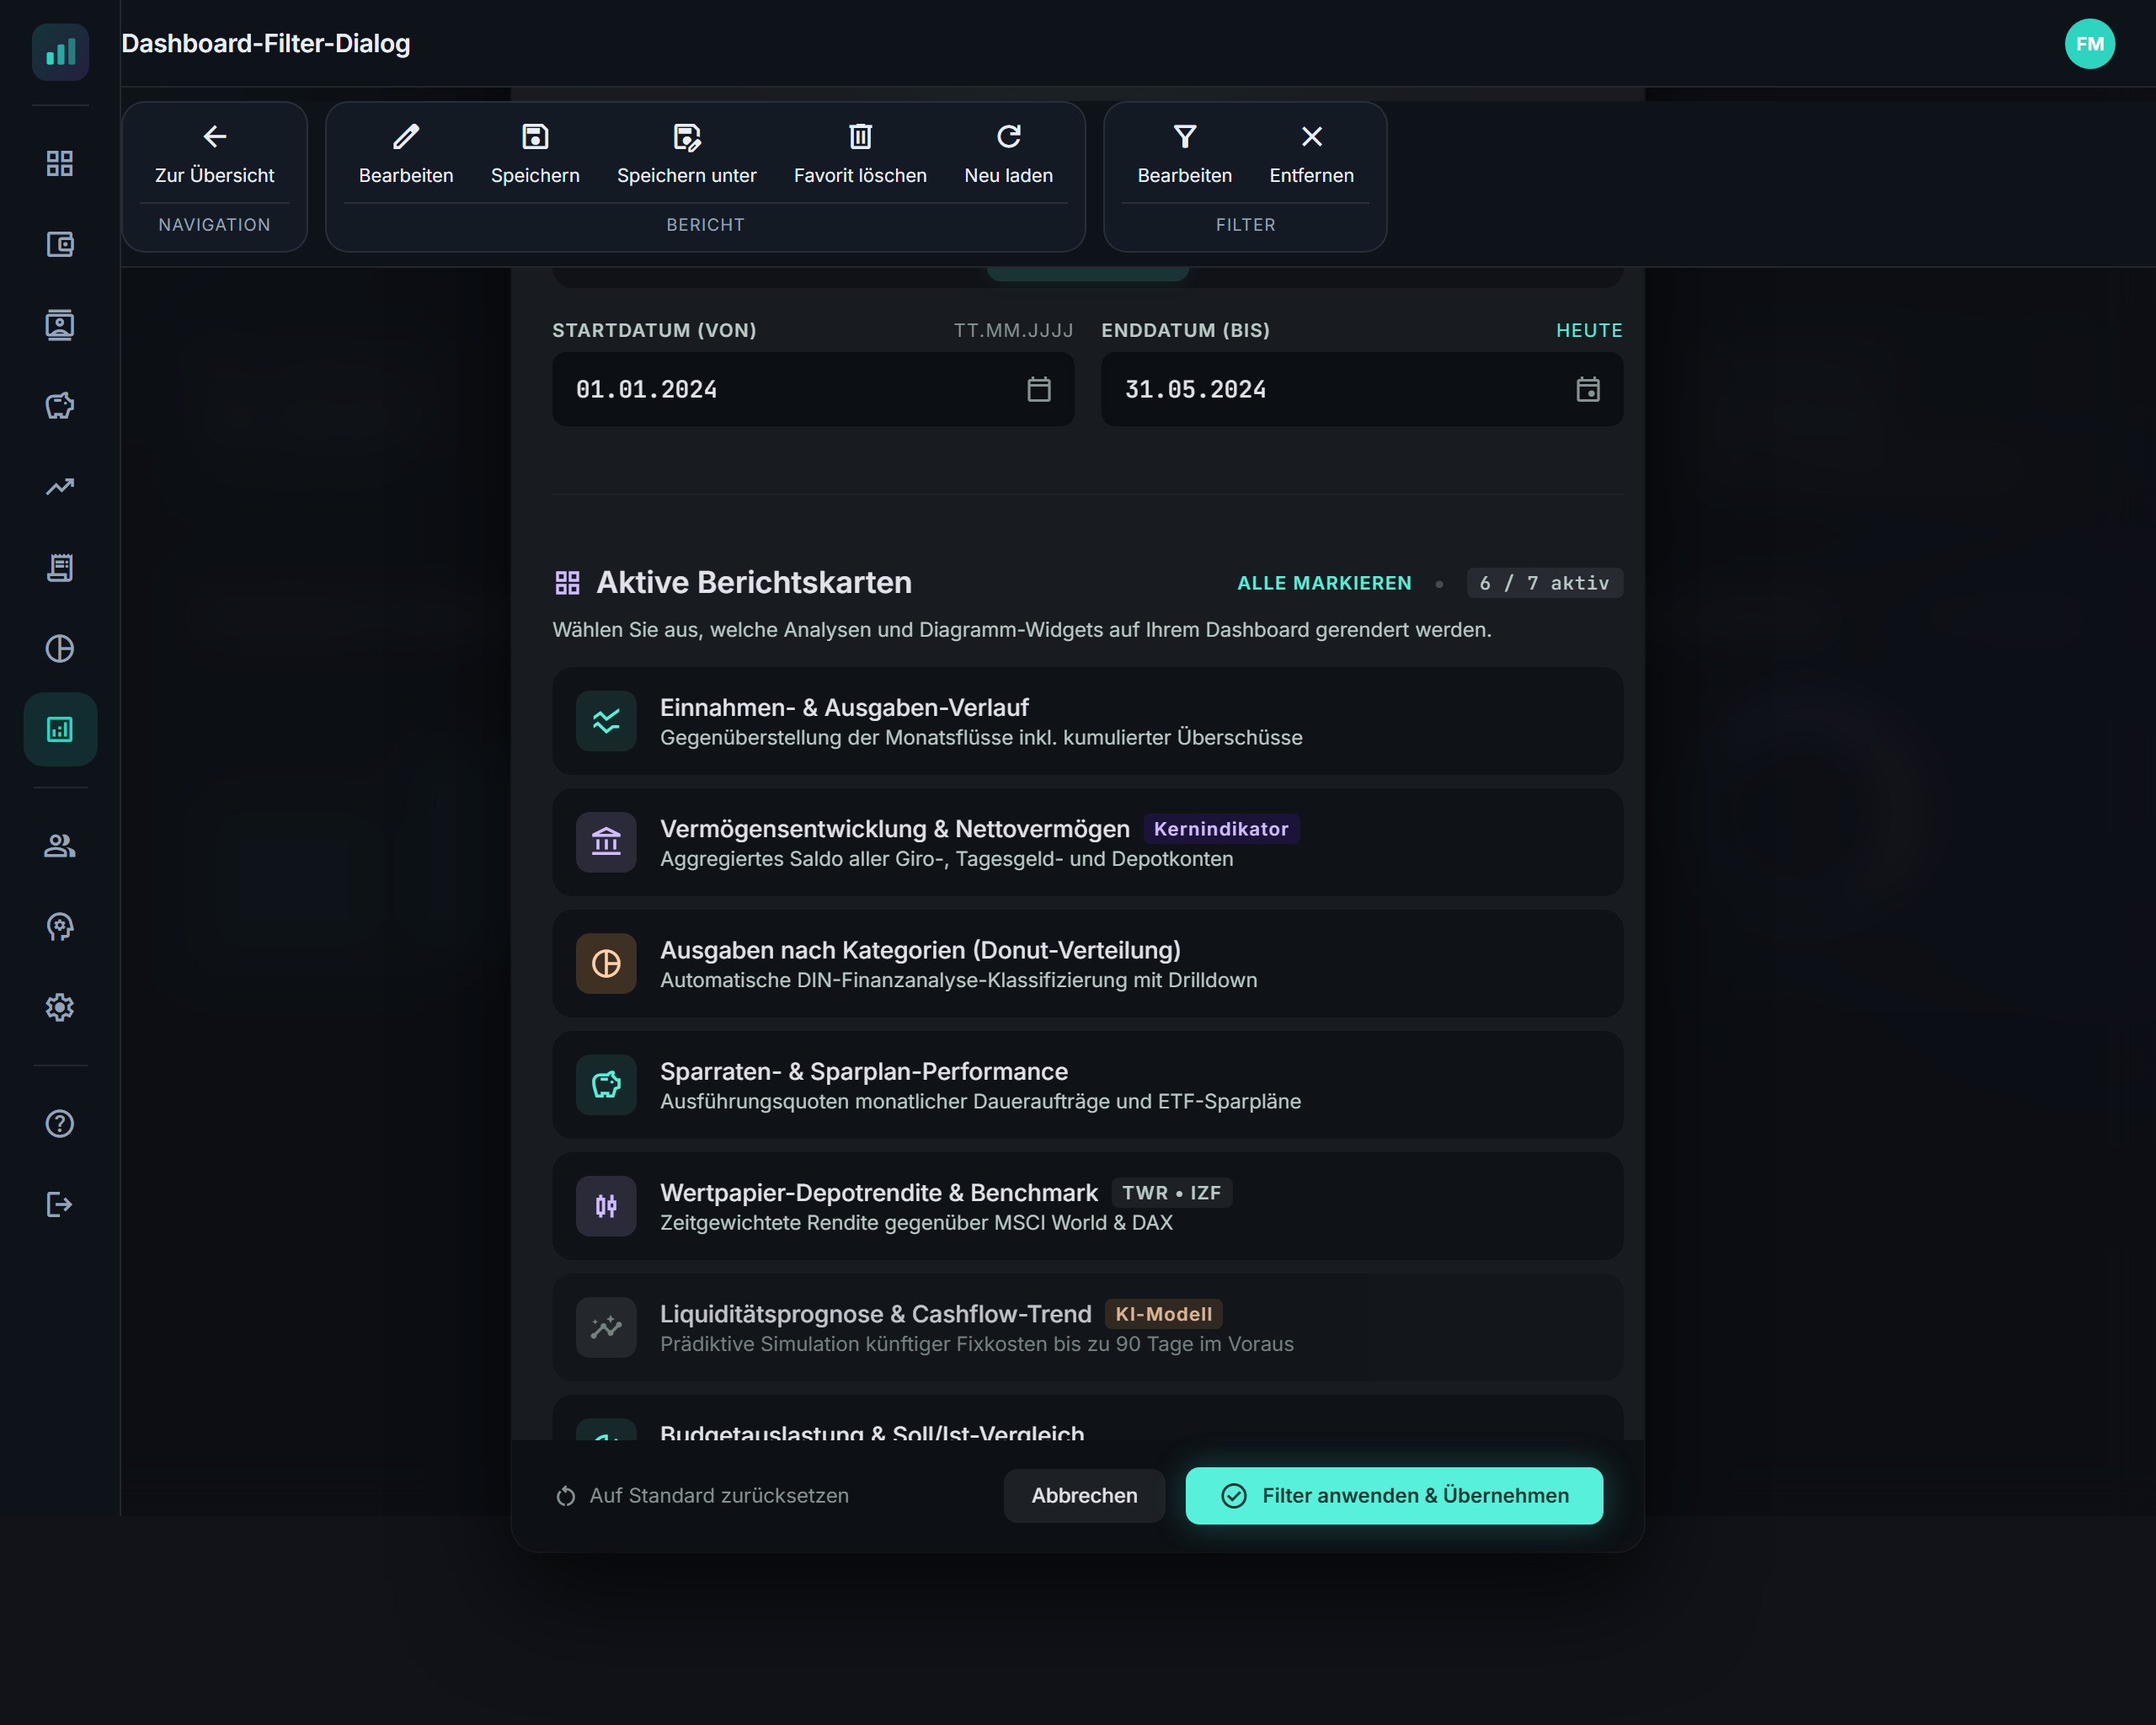 Dashboard-Filter-Dialog
FM
Zur Übersicht
NAVIGATION
Bearbeiten Speichern Speichern unter Favorit löschen Neu laden
BERICHT
Bearbeiten Entfernen
FILTER
STARTDATUM (VON) TT.MM.JJJJ
01.01.2024
ENDDATUM (BIS) HEUTE
31.05.2024
Aktive Berichtskarten
ALLE MARKIEREN • 6 / 7 aktiv
Wählen Sie aus, welche Analysen und Diagramm-Widgets auf Ihrem Dashboard gerendert werden.
Einnahmen- & Ausgaben-Verlauf
Gegenüberstellung der Monatsflüsse inkl. kumulierter Überschüsse
Vermögensentwicklung & Nettovermögen Kernindikator
Aggregiertes Saldo aller Giro-, Tagesgeld- und Depotkonten
Ausgaben nach Kategorien (Donut-Verteilung)
Automatische DIN-Finanzanalyse-Klassifizierung mit Drilldown
Sparraten- & Sparplan-Performance
Ausführungsquoten monatlicher Daueraufträge und ETF-Sparpläne
Wertpapier-Depotrendite & Benchmark TWR • IZF
Zeitgewichtete Rendite gegenüber MSCI World & DAX
Liquiditätsprognose & Cashflow-Trend KI-Modell
Prädiktive Simulation künftiger Fixkosten bis zu 90 Tage im Voraus
Budgetauslastung & Soll/Ist-Vergleich
Auf Standard zurücksetzen
Abbrechen
Filter anwenden & Übernehmen